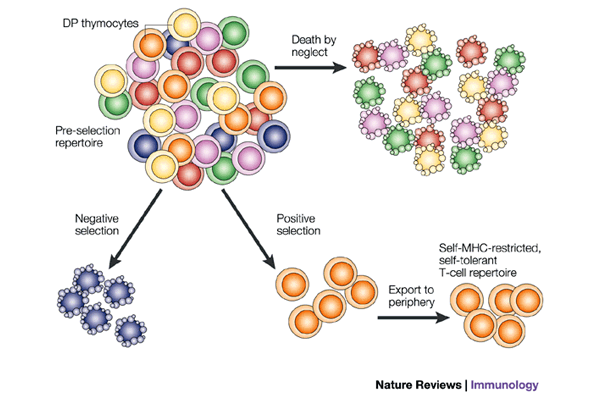 DP thymocytes
Death by
neglect
Pre-selection
repertoire
Negative
selection
Positive
selection
Self-MHC-restricted,
self-tolerant
T-cell repertoire
Export to
periphery
Nature Reviews | Immunology